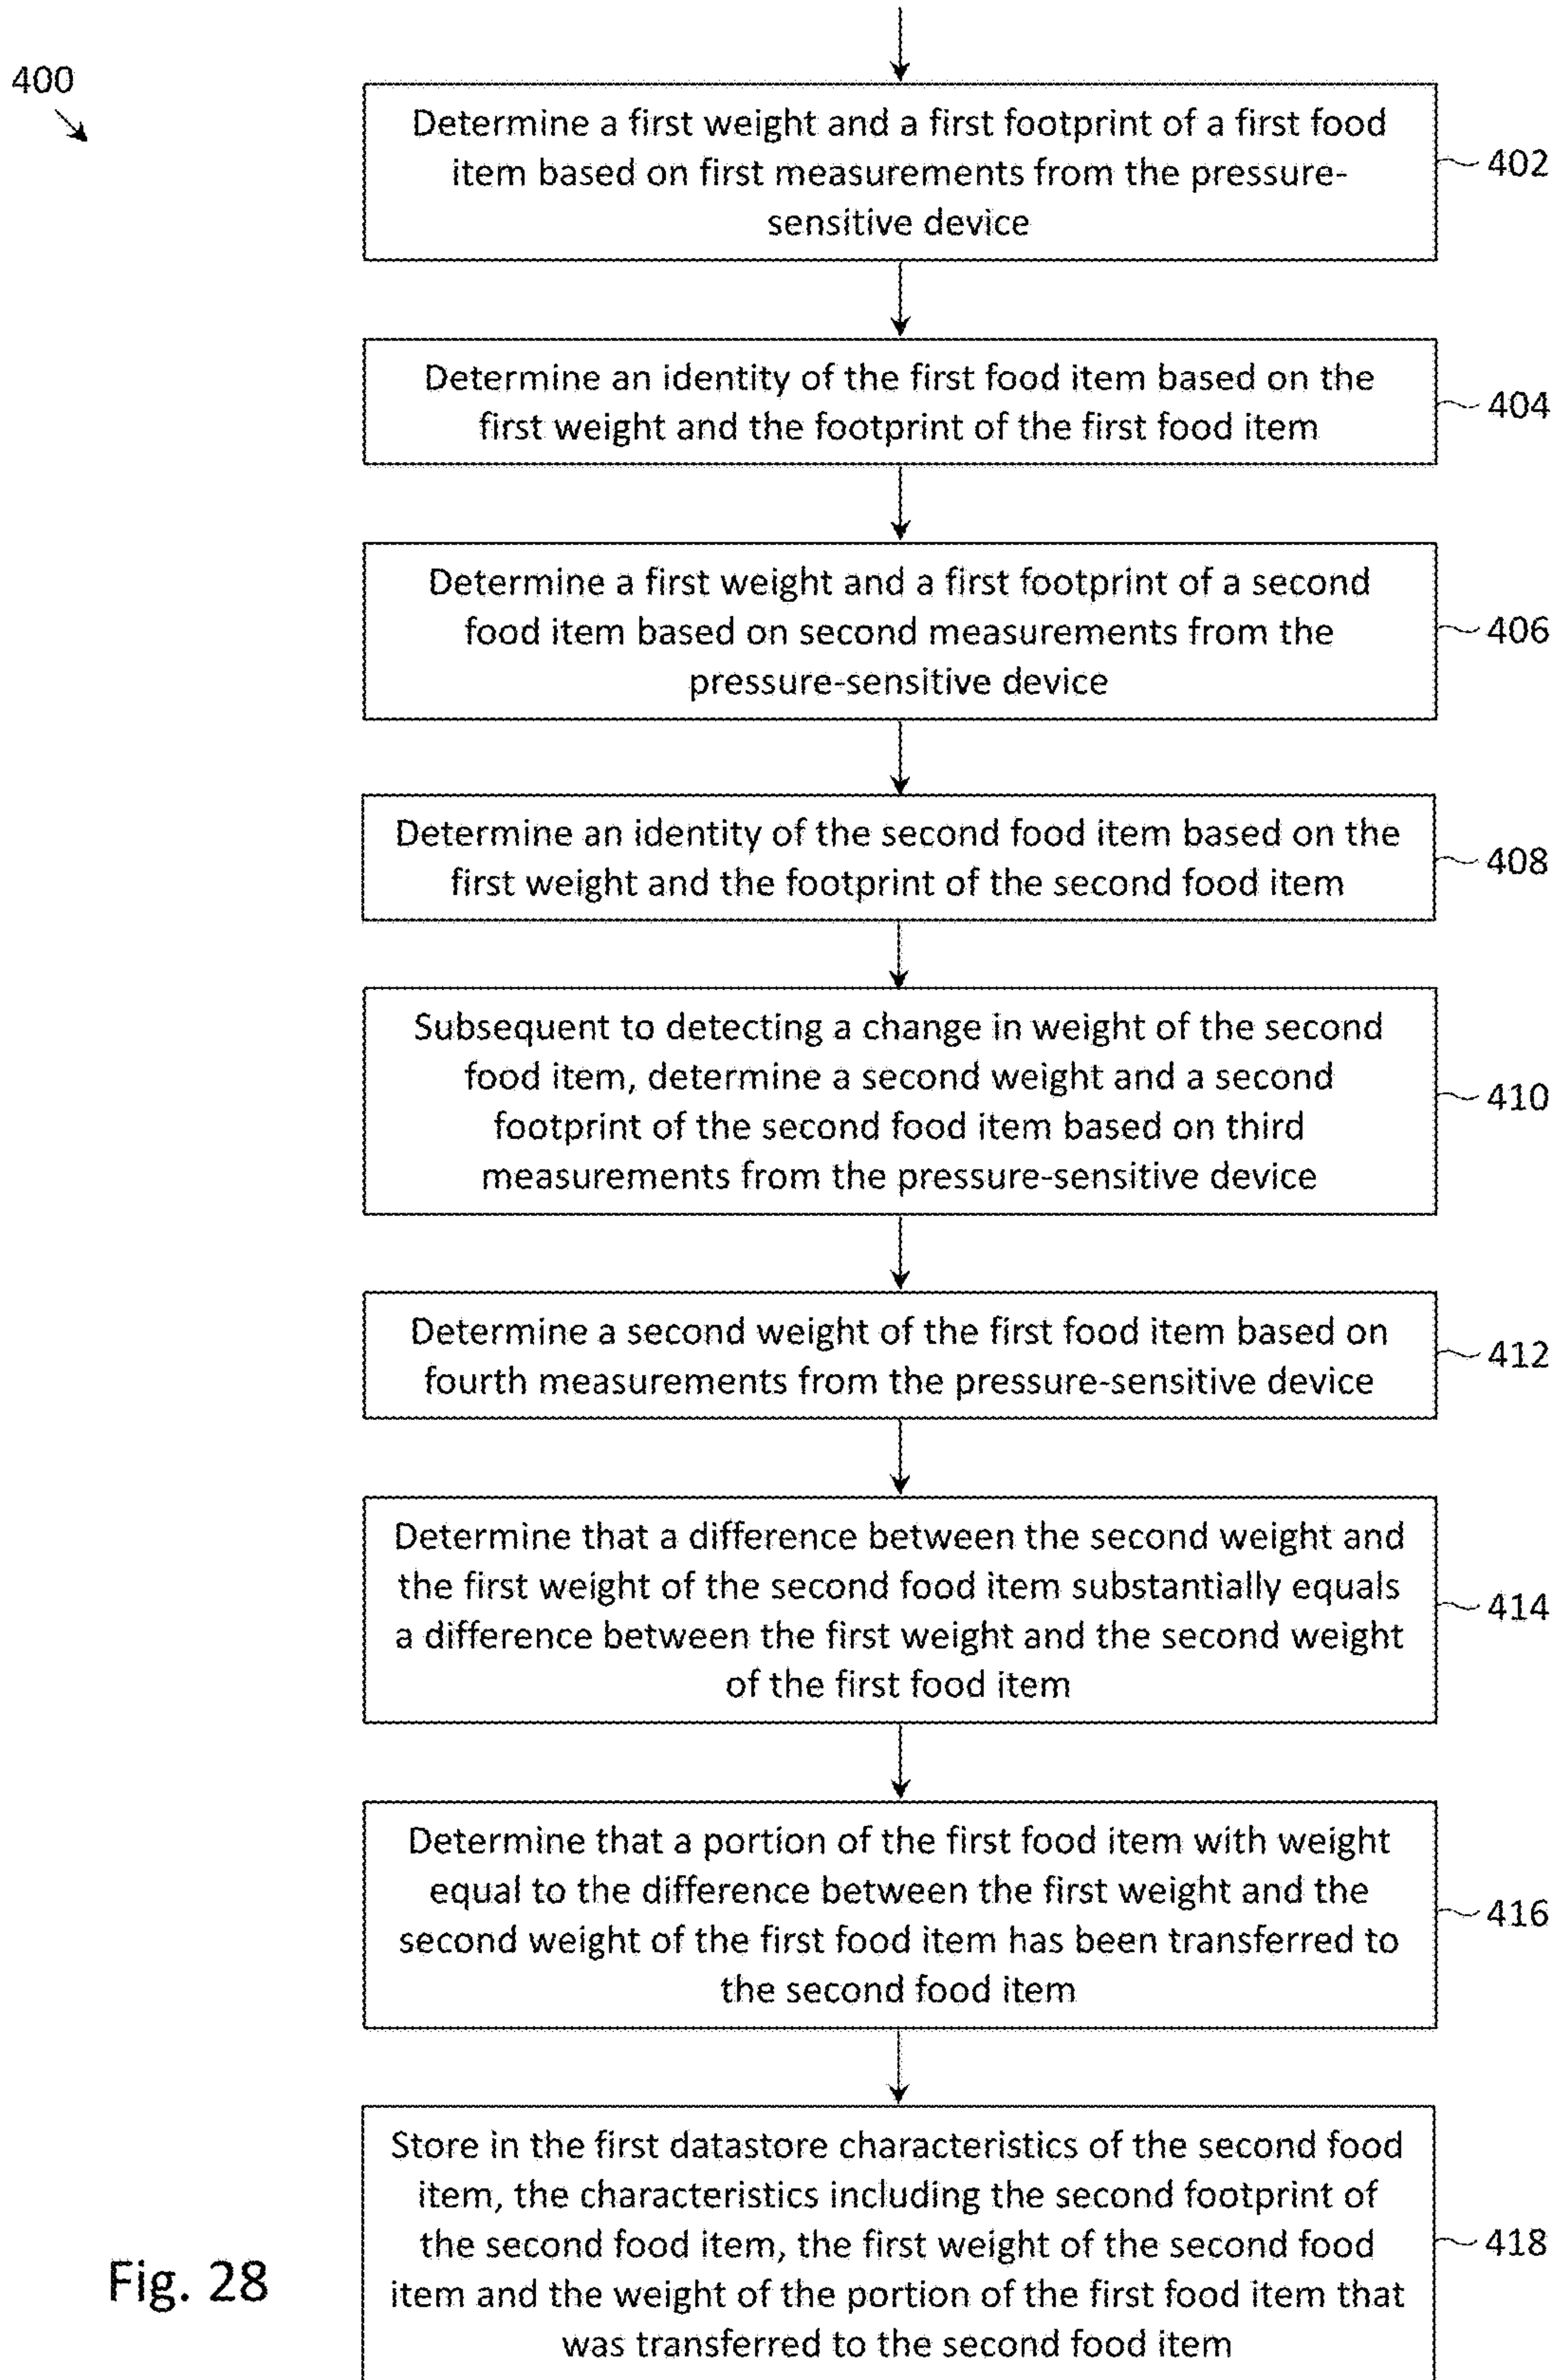 400
Determine a first weight and a first footprint of a first food
item based on first measurements from the pressure-
sensitive device
402
Determine an identity of the first food item based on the
first weight and the footprint of the first food item
404
Determine a first weight and a first footprint of a second
food item based on second measurements from the
pressure-sensitive device
406
Determine an identity of the second food item based on the
first weight and the footprint of the second food item
408
Subsequent to detecting a change in weight of the second
food item, determine a second weight and a second
footprint of the second food item based on third
measurements from the pressure-sensitive device
410
Determine a second weight of the first food item based on
fourth measurements from the pressure-sensitive device
412
Determine that a difference between the second weight and
the first weight of the second food item substantially equals
a difference between the first weight and the second weight
of the first food item
414
Determine that a portion of the first food item with weight
equal to the difference between the first weight and the
second weight of the first food item has been transferred to
the second food item
416
Store in the first datastore characteristics of the second food
item, the characteristics including the second footprint of
the second food item, the first weight of the second food
item and the weight of the portion of the first food item that
was transferred to the second food item
418
Fig. 28